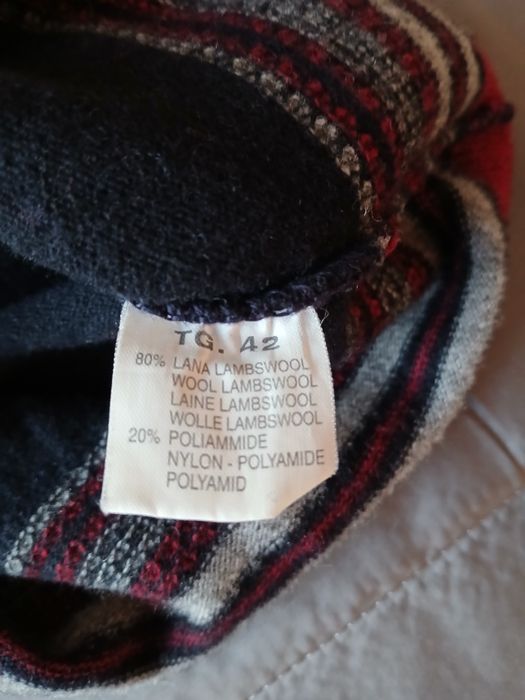 TG. 42
80% LANA LAMBSWOOL
WOOL LAMBSWOOL
LAINE LAMBSWOOL
WOLLE LAMBSWOOL
20% POLIAMMIDE
NYLON - POLYAMIDE
POLYAMID